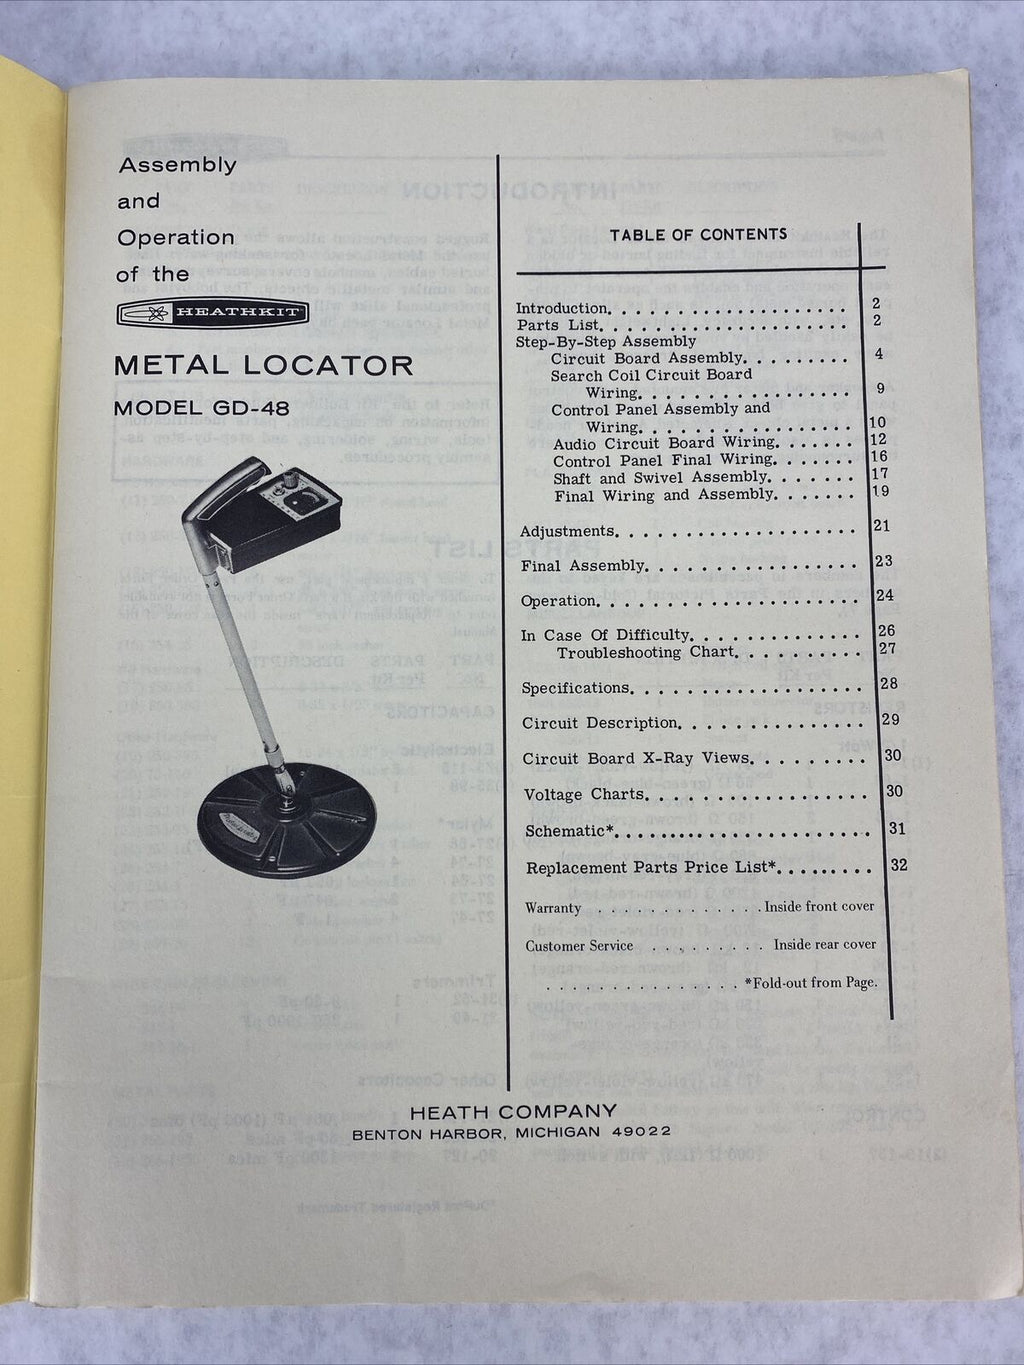 Assembly
and
Operation
of the
HEATHKIT
METAL LOCATOR
MODEL GD-48
TABLE OF CONTENTS
Introduction. . . . . . . . . . . . . . . . . . . 2
Parts List. . . . . . . . . . . . . . . . . . . . 2
Step-By-Step Assembly
Circuit Board Assembly. . . . . . . . . 4
Search Coil Circuit Board
Wiring. . . . . . . . . . . . . . . . . . 9
Control Panel Assembly and
Wiring. . . . . . . . . . . . . . . . . . 10
Audio Circuit Board Wiring. . . . . . . 12
Control Panel Final Wiring. . . . . . . 16
Shaft and Swivel Assembly. . . . . . . 17
Final Wiring and Assembly. . . . . . . 19
Adjustments. . . . . . . . . . . . . . . . . . 21
Final Assembly. . . . . . . . . . . . . . . . 23
Operation. . . . . . . . . . . . . . . . . . . . 24
In Case Of Difficulty. . . . . . . . . . . . . 26
Troubleshooting Chart. . . . . . . . . . 27
Specifications. . . . . . . . . . . . . . . . . . 28
Circuit Description. . . . . . . . . . . . . . 29
Circuit Board X-Ray Views. . . . . . . . . 30
Voltage Charts. . . . . . . . . . . . . . . . . 30
Schematic*. . . . . . . . . . . . . . . . . . . . . 31
Replacement Parts Price List*. . . . . . . . . 32
Warranty . . . . . . . . . . . . . Inside front cover
Customer Service . . . . . . . . . Inside rear cover
. . . . . . . . . . . . . . . *Fold-out from Page.
HEATH COMPANY
BENTON HARBOR, MICHIGAN 49022